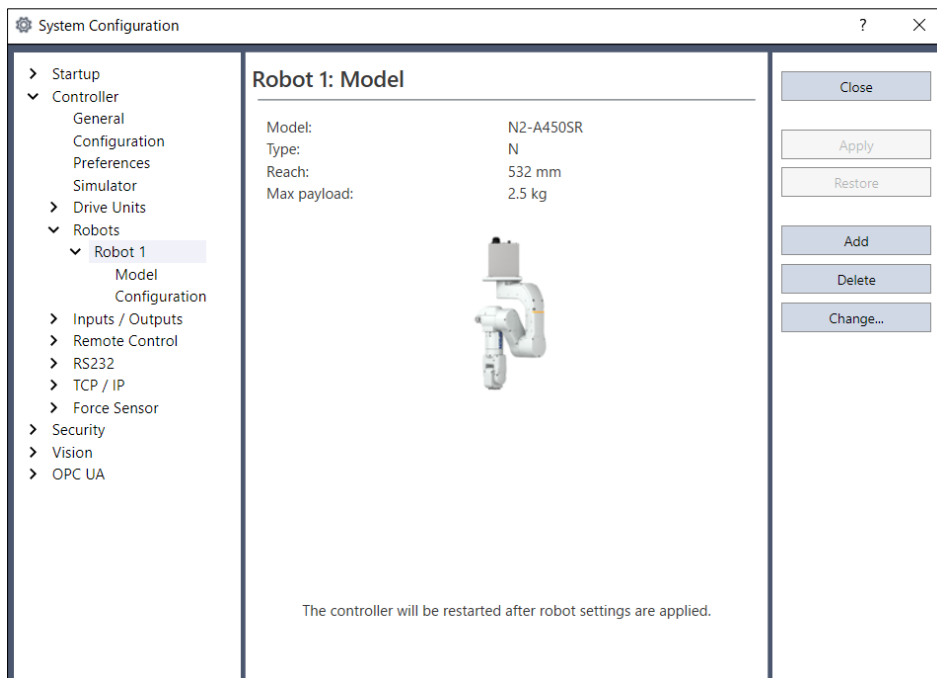 System Configuration
?
Startup
Controller
General
Configuration
Preferences
Simulator
Drive Units
Robots
Robot 1
Model
Configuration
Inputs / Outputs
Remote Control
RS232
TCP / IP
Force Sensor
Security
Vision
OPC UA
Robot 1: Model
Model: N2-A450SR
Type: N
Reach: 532 mm
Max payload: 2.5 kg
The controller will be restarted after robot settings are applied.
Close
Apply
Restore
Add
Delete
Change...